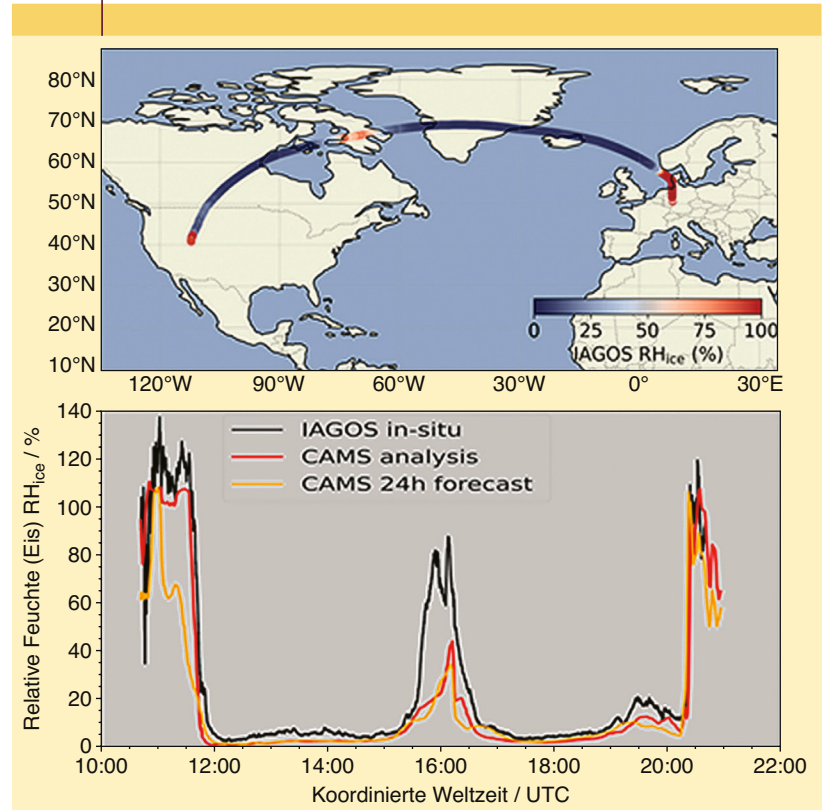 80°N
70°N
60°N
50°N
40°N
30°N
20°N
10°N
0 25 50 75 100
IAGOS RHice (%)
120°W 90°W 60°W 30°W 0° 30°E
Relative Feuchte (Eis) RHice / %
140
120
100
80
60
40
20
0
IAGOS in-situ
CAMS analysis
CAMS 24h forecast
10:00 12:00 14:00 16:00 18:00 20:00 22:00
Koordinierte Weltzeit / UTC